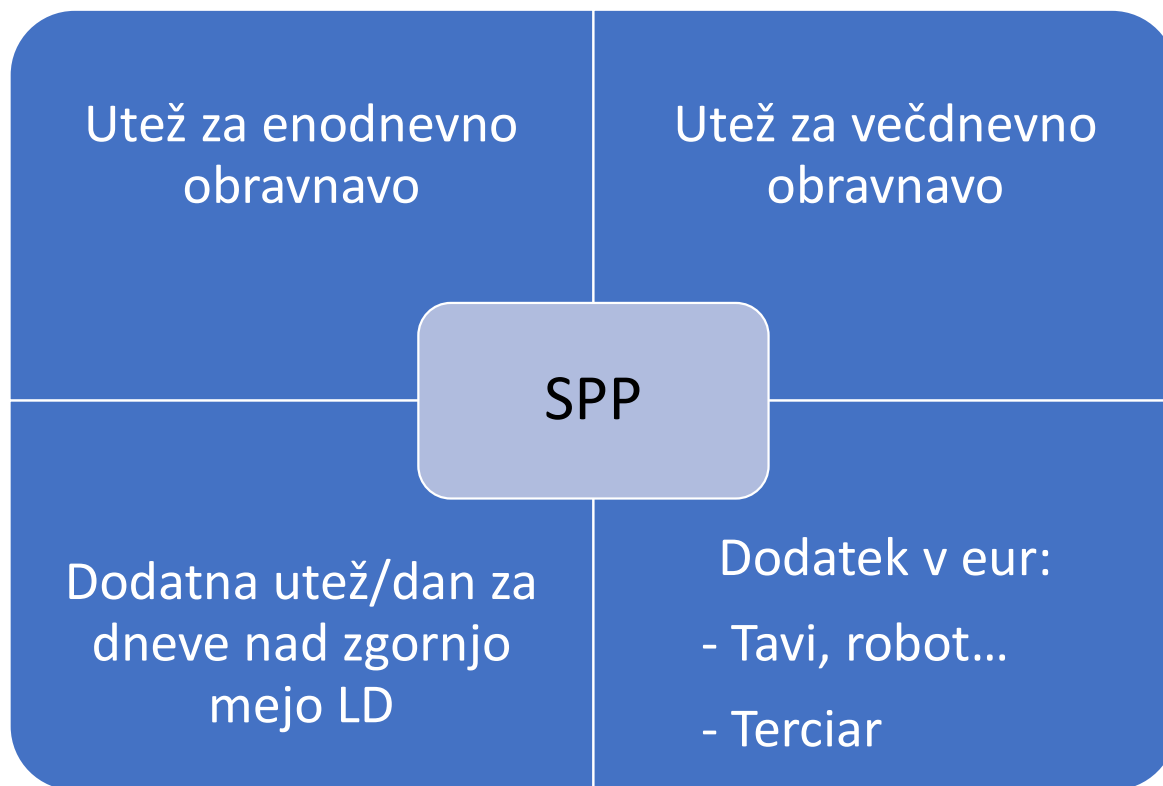 Utež za enodnevno
obravnavo
Utež za večdnevno
obravnavo
SPP
Dodatna utež/dan za
dneve nad zgornjo
mejo LD
Dodatek v eur:
- Tavi, robot…
- Terciar